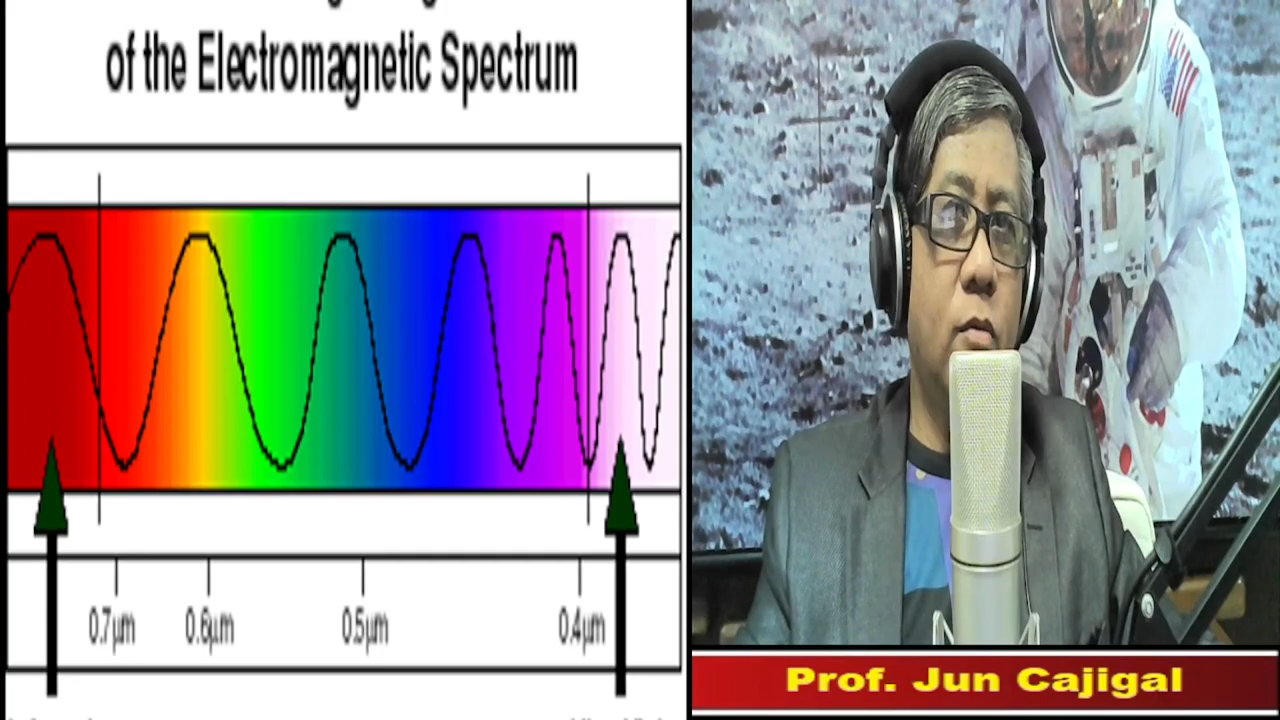 of the Electromagnetic Spectrum
0.7µm 0.6µm 0.5µm 0.4µm
Prof. Jun Cajigal